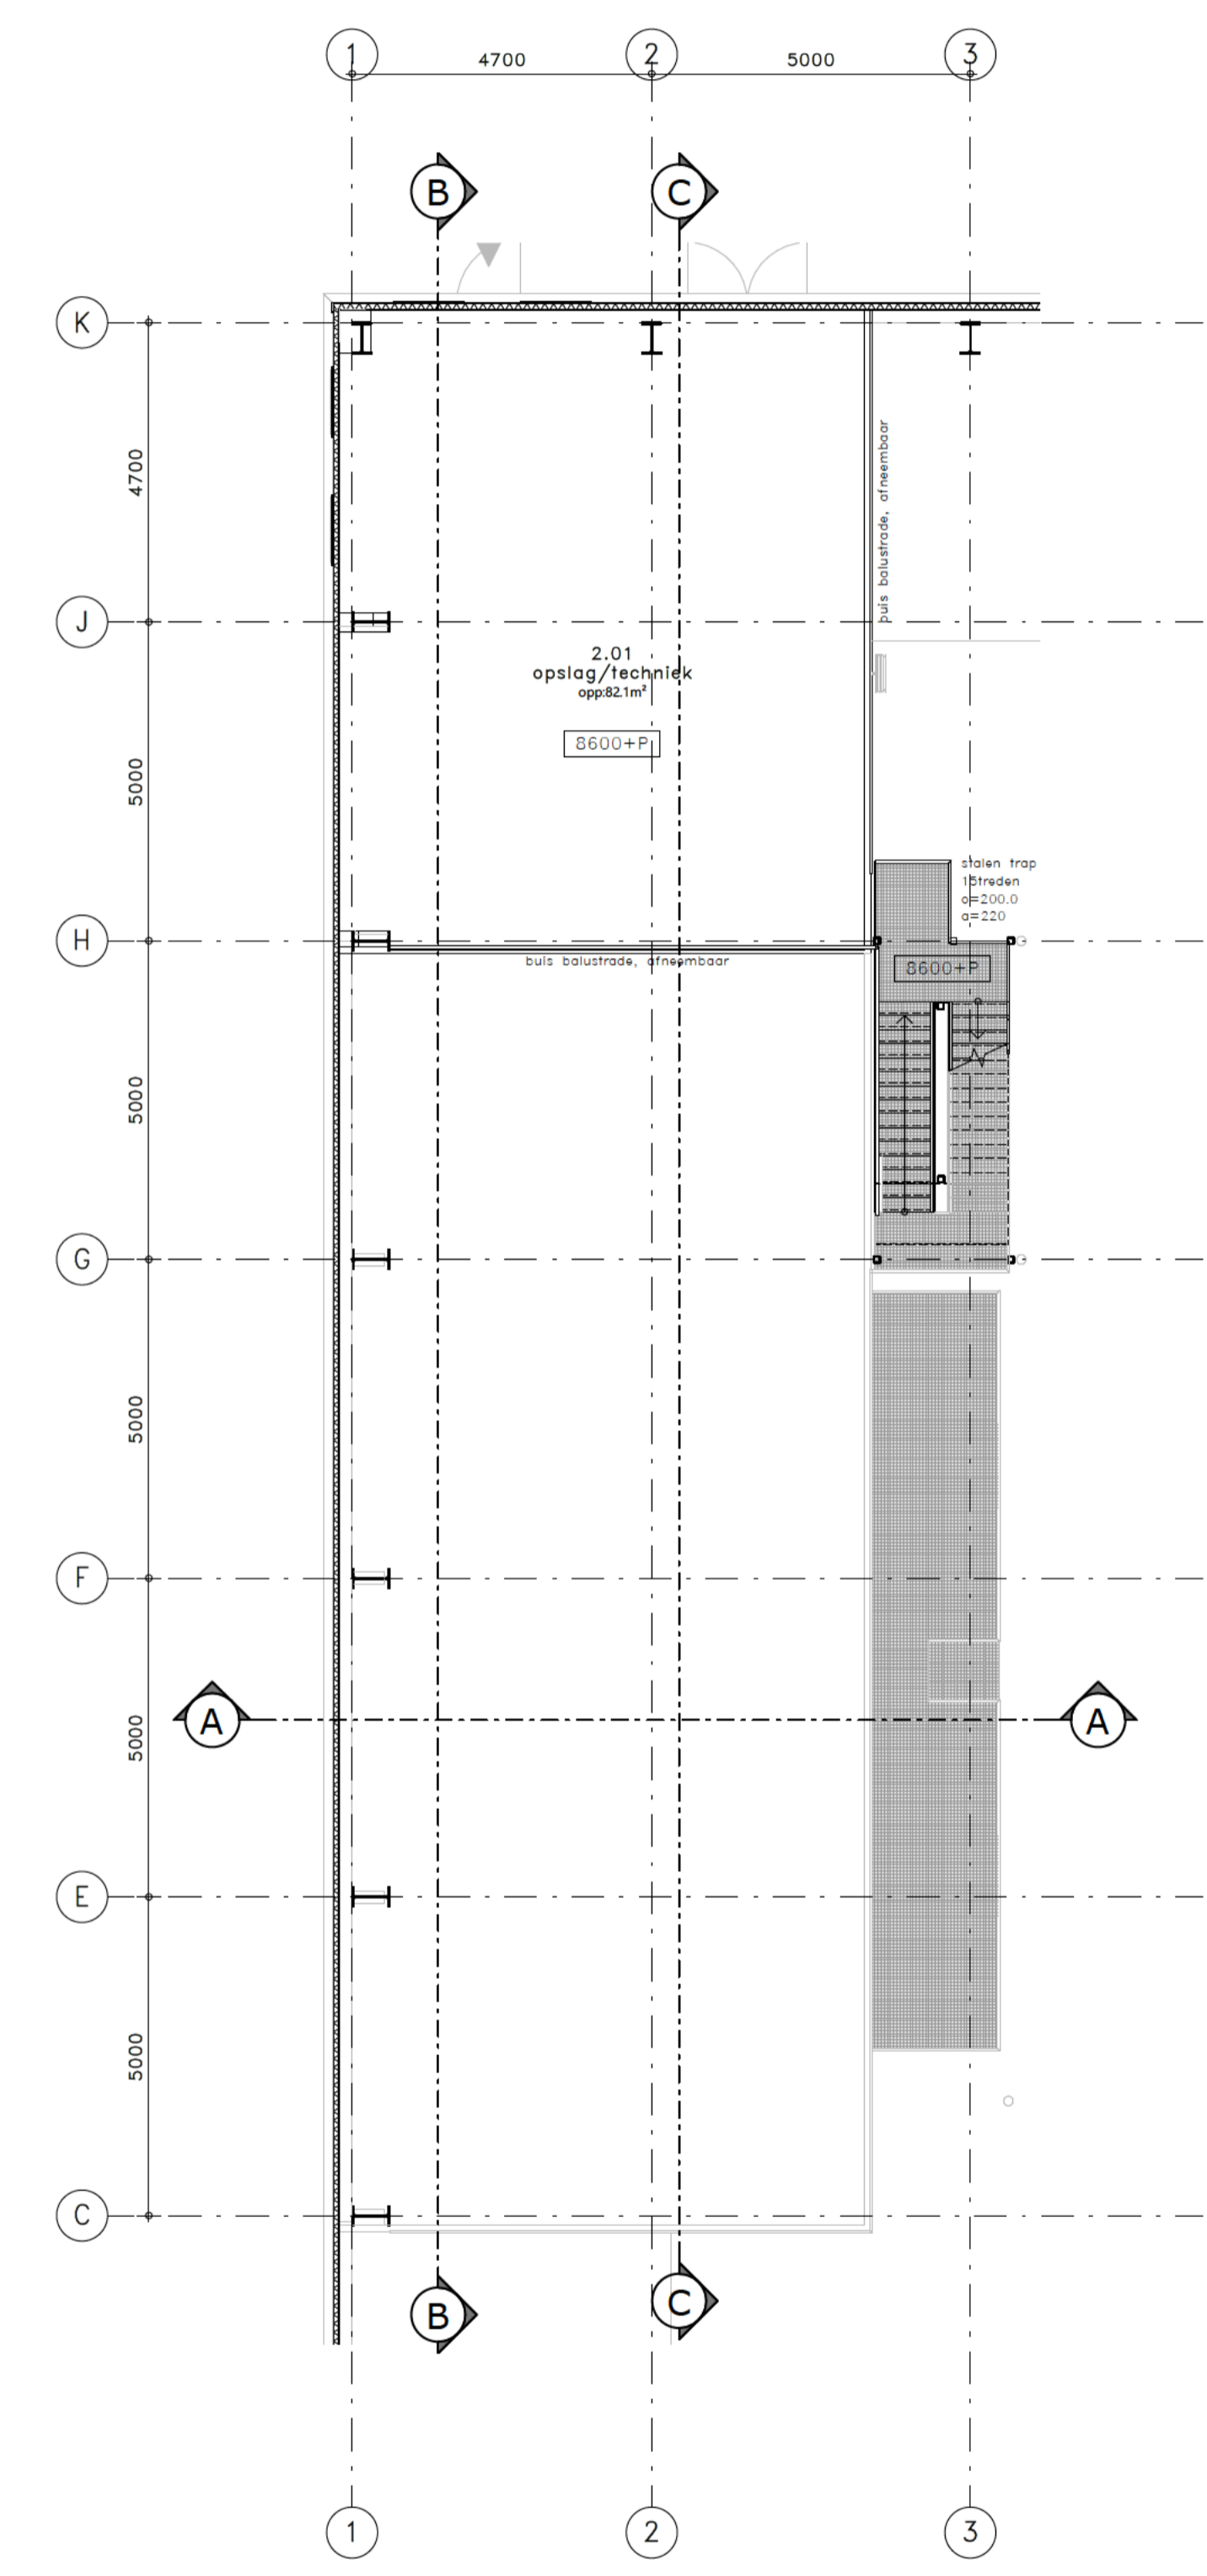 1
4700
2
5000
3
B
C
K
4700
buis balustrade, afneembaar
J
2.01
opslag/techniek
opp:82.1m²
8600+P
5000
stalen trap
15treden
o=200.0
a=220
H
buis balustrade, afneembaar
8600+P
5000
G
5000
F
A
A
5000
E
5000
C
B
C
1
2
3